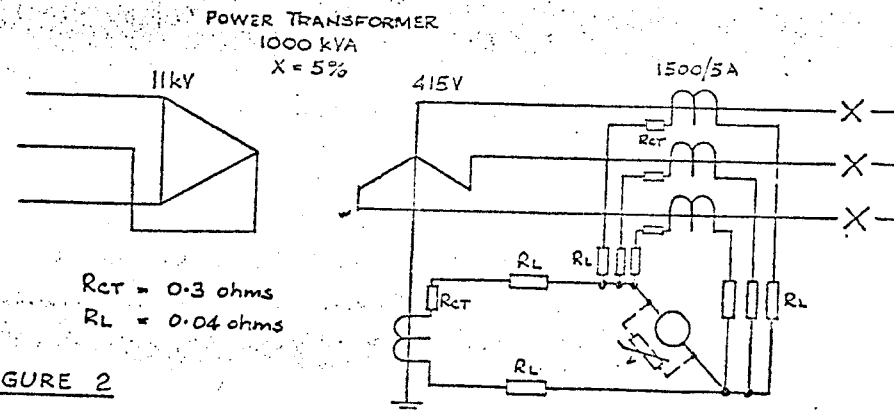 POWER TRANSFORMER
1000 kVA
X = 5%
11kV
415V
1500/5A
RCT
RL
RL
RCT
RL
RL
RCT = 0.3 ohms
RL = 0.04 ohms
RL
GURE 2